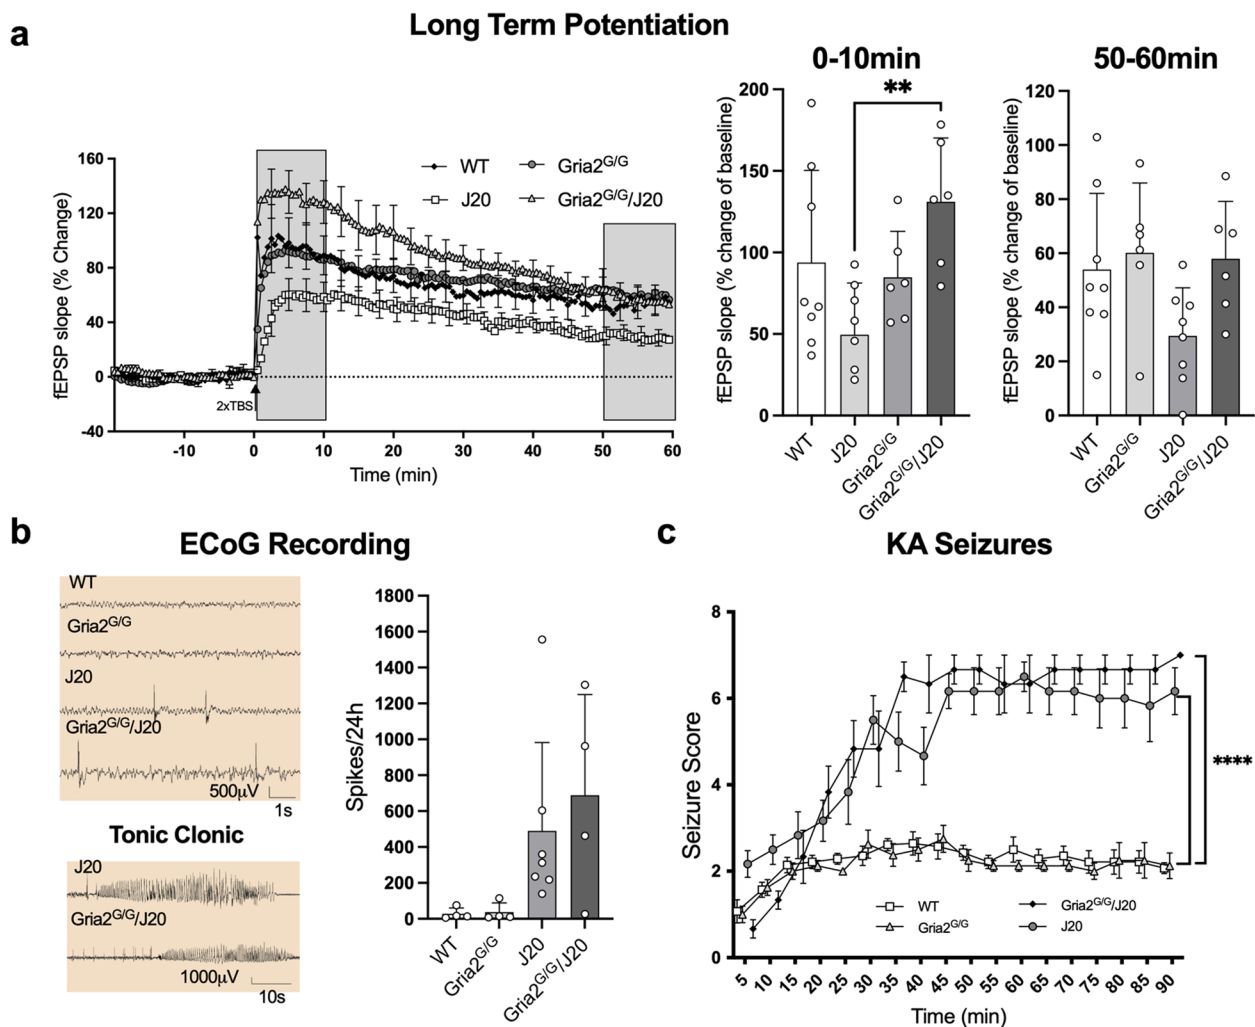 a
Long Term Potentiation
fEPSP slope (% Change)
160
120
80
40
0
-40
WT
Gria2G/G
J20
Gria2G/G/J20
2xTBS
-10
0
10
20
30
40
50
60
Time (min)
0-10min
**
fEPSP slope (% change of baseline)
200
150
100
50
0
WT
J20
Gria2G/G
Gria2G/G/J20
50-60min
fEPSP slope (% change of baseline)
120
100
80
60
40
20
0
WT
Gria2G/G
J20
Gria2G/G/J20
b
ECoG Recording
WT
Gria2G/G
J20
Gria2G/G/J20
500μV
1s
Tonic Clonic
J20
Gria2G/G/J20
1000μV
10s
Spikes/24h
1800
1600
1400
1200
1000
800
600
400
200
0
WT
Gria2G/G
J20
Gria2G/G/J20
c
KA Seizures
Seizure Score
8
6
4
2
0
****
WT
Gria2G/G/J20
Gria2G/G
J20
5
10
15
20
25
30
35
40
45
50
55
60
65
70
75
80
85
90
Time (min)